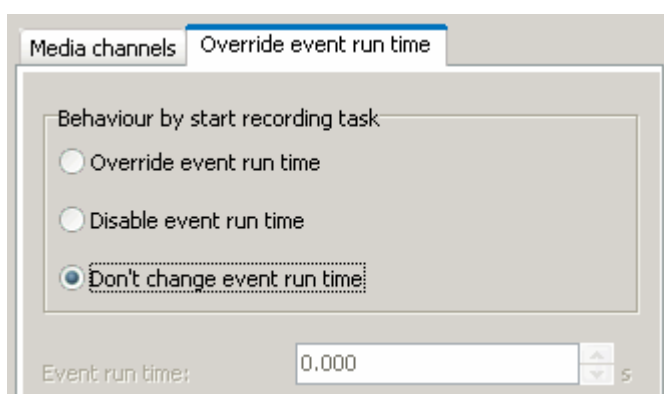 Media channels
Override event run time
Behaviour by start recording task
Override event run time
Disable event run time
Don't change event run time
Event run time: 0.000 s